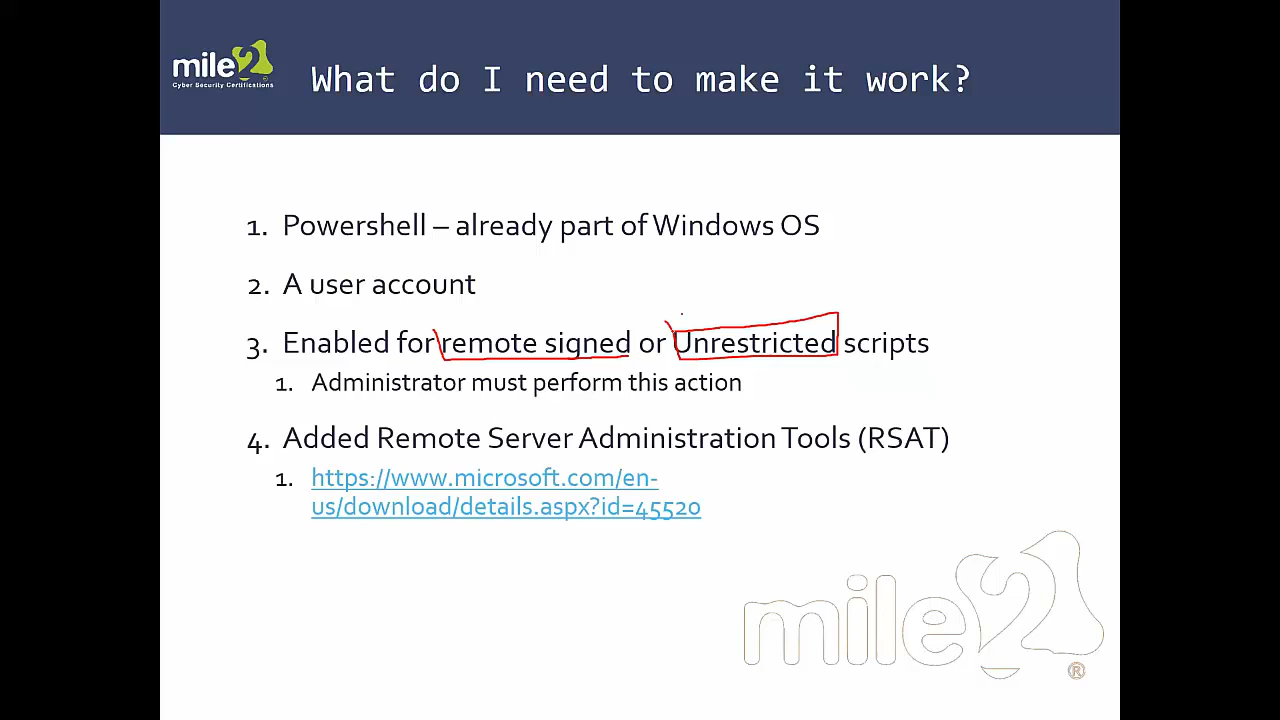 mile2
Cyber Security Certifications
What do I need to make it work?
1. Powershell – already part of Windows OS
2. A user account
3. Enabled for remote signed or Unrestricted scripts
1. Administrator must perform this action
4. Added Remote Server Administration Tools (RSAT)
1. https://www.microsoft.com/en-
us/download/details.aspx?id=45520
mile2
®